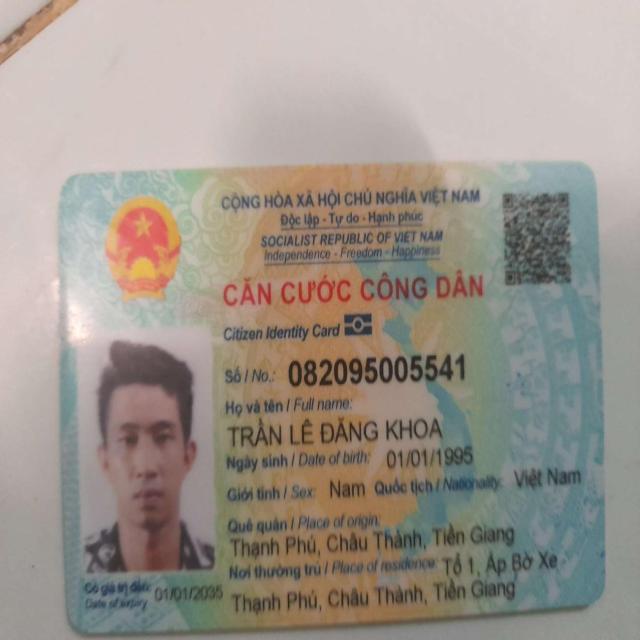 CỘNG HÒA XÃ HỘI CHỦ NGHĨA VIỆT NAM
Độc lập - Tự do - Hạnh phúc
SOCIALIST REPUBLIC OF VIET NAM
Independence - Freedom - Happiness
CĂN CƯỚC CÔNG DÂN
Citizen Identity Card
Số / No.: 082095005541
Họ và tên / Full name:
TRẦN LÊ ĐĂNG KHOA
Ngày sinh / Date of birth: 01/01/1995
Giới tính / Sex: Nam Quốc tịch / Nationality: Việt Nam
Quê quán / Place of origin:
Thạnh Phú, Châu Thành, Tiền Giang
Nơi thường trú / Place of residence: Tổ 1, Ấp Bờ Xe
Thạnh Phú, Châu Thành, Tiền Giang
Có giá trị đến: 01/01/2035
Date of expiry